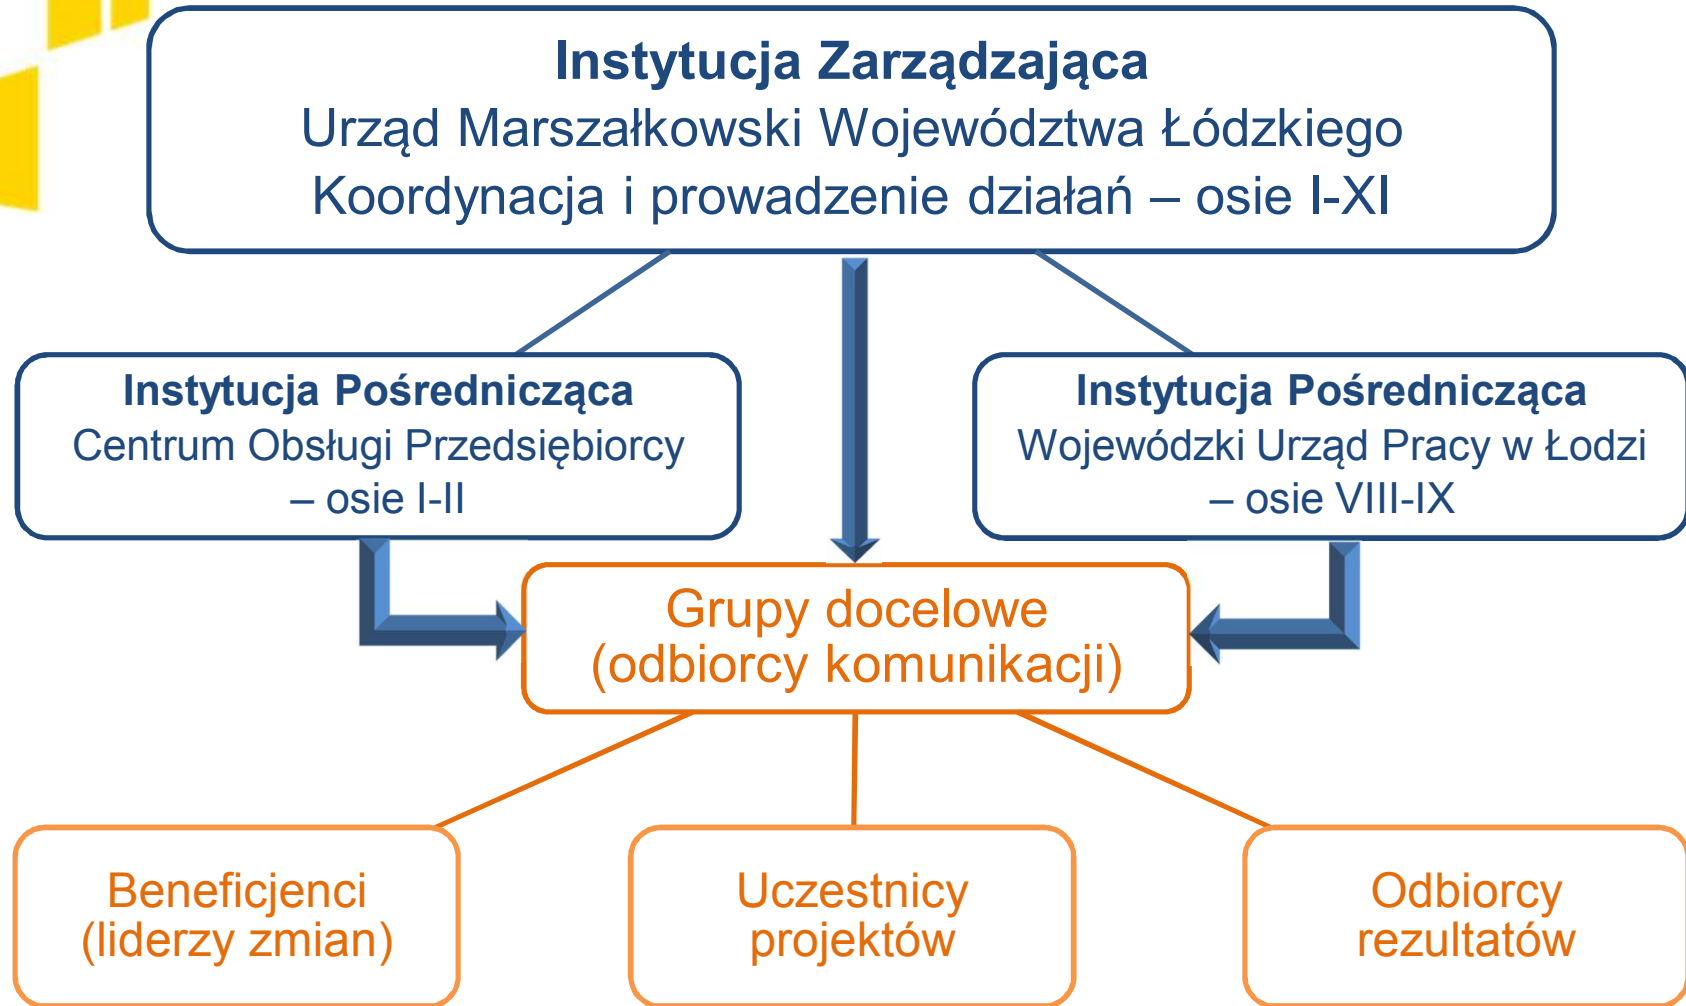 Instytucja Zarządzająca
Urząd Marszałkowski Województwa Łódzkiego
Koordynacja i prowadzenie działań – osie I-XI
Instytucja Pośrednicząca
Centrum Obsługi Przedsiębiorcy
– osie I-II
Instytucja Pośrednicząca
Wojewódzki Urząd Pracy w Łodzi
– osie VIII-IX
Grupy docelowe
(odbiorcy komunikacji)
Beneficjenci
(liderzy zmian)
Uczestnicy
projektów
Odbiorcy
rezultatów